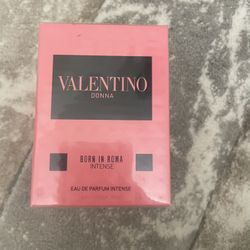 VALENTINO
DONNA
BORN IN ROMA
INTENSE
EAU DE PARFUM INTENSE